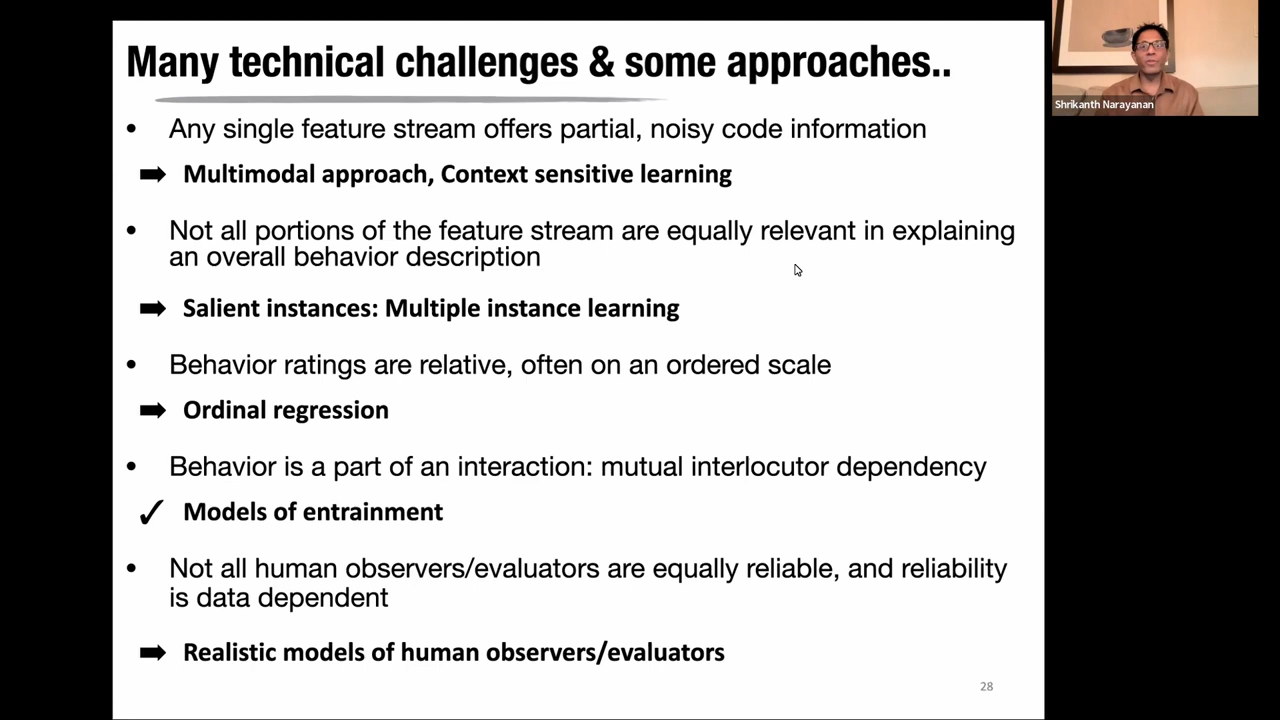 Many technical challenges & some approaches..
• Any single feature stream offers partial, noisy code information
➡ Multimodal approach, Context sensitive learning
• Not all portions of the feature stream are equally relevant in explaining
an overall behavior description
➡ Salient instances: Multiple instance learning
• Behavior ratings are relative, often on an ordered scale
➡ Ordinal regression
• Behavior is a part of an interaction: mutual interlocutor dependency
✓ Models of entrainment
• Not all human observers/evaluators are equally reliable, and reliability
is data dependent
➡ Realistic models of human observers/evaluators
28
Shrikanth Narayanan